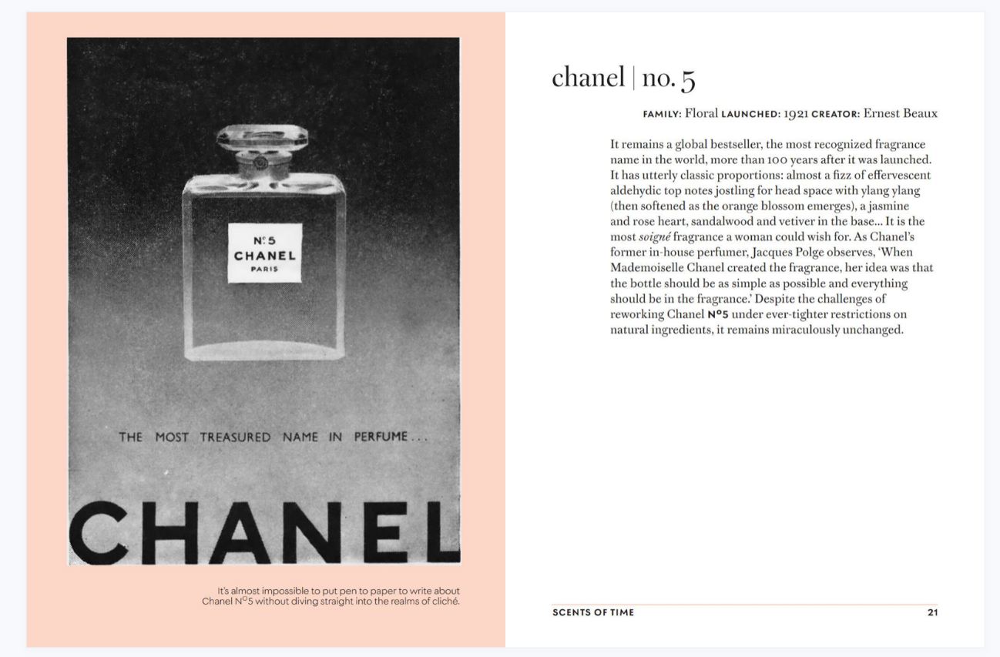 N° 5
CHANEL
PARIS
THE MOST TREASURED NAME IN PERFUME...
CHANEL
It's almost impossible to put pen to paper to write about
Chanel Nº5 without diving straight into the realms of cliché.
chanel | no. 5
FAMILY: Floral LAUNCHED: 1921 CREATOR: Ernest Beaux
It remains a global bestseller, the most recognized fragrance
name in the world, more than 100 years after it was launched.
It has utterly classic proportions: almost a fizz of effervescent
aldehydic top notes jostling for head space with ylang ylang
(then softened as the orange blossom emerges), a jasmine
and rose heart, sandalwood and vetiver in the base... It is the
most soigné fragrance a woman could wish for. As Chanel's
former in-house perfumer, Jacques Polge observes, ‘When
Mademoiselle Chanel created the fragrance, her idea was that
the bottle should be as simple as possible and everything
should be in the fragrance.’ Despite the challenges of
reworking Chanel Nº5 under ever-tighter restrictions on
natural ingredients, it remains miraculously unchanged.
SCENTS OF TIME
21